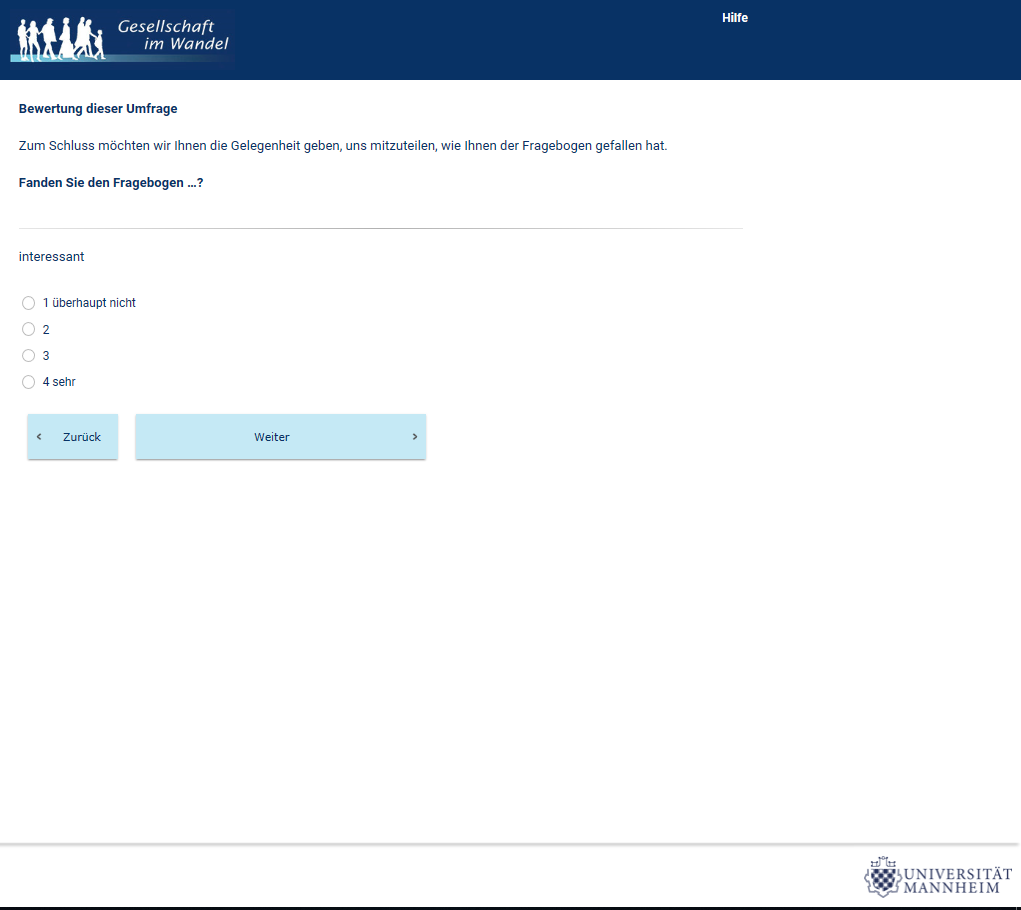 Gesellschaft
im Wandel
Hilfe
Bewertung dieser Umfrage
Zum Schluss möchten wir Ihnen die Gelegenheit geben, uns mitzuteilen, wie Ihnen der Fragebogen gefallen hat.
Fanden Sie den Fragebogen ...?
interessant
1 überhaupt nicht
2
3
4 sehr
‹ Zurück
Weiter ›
UNIVERSITÄT
MANNHEIM